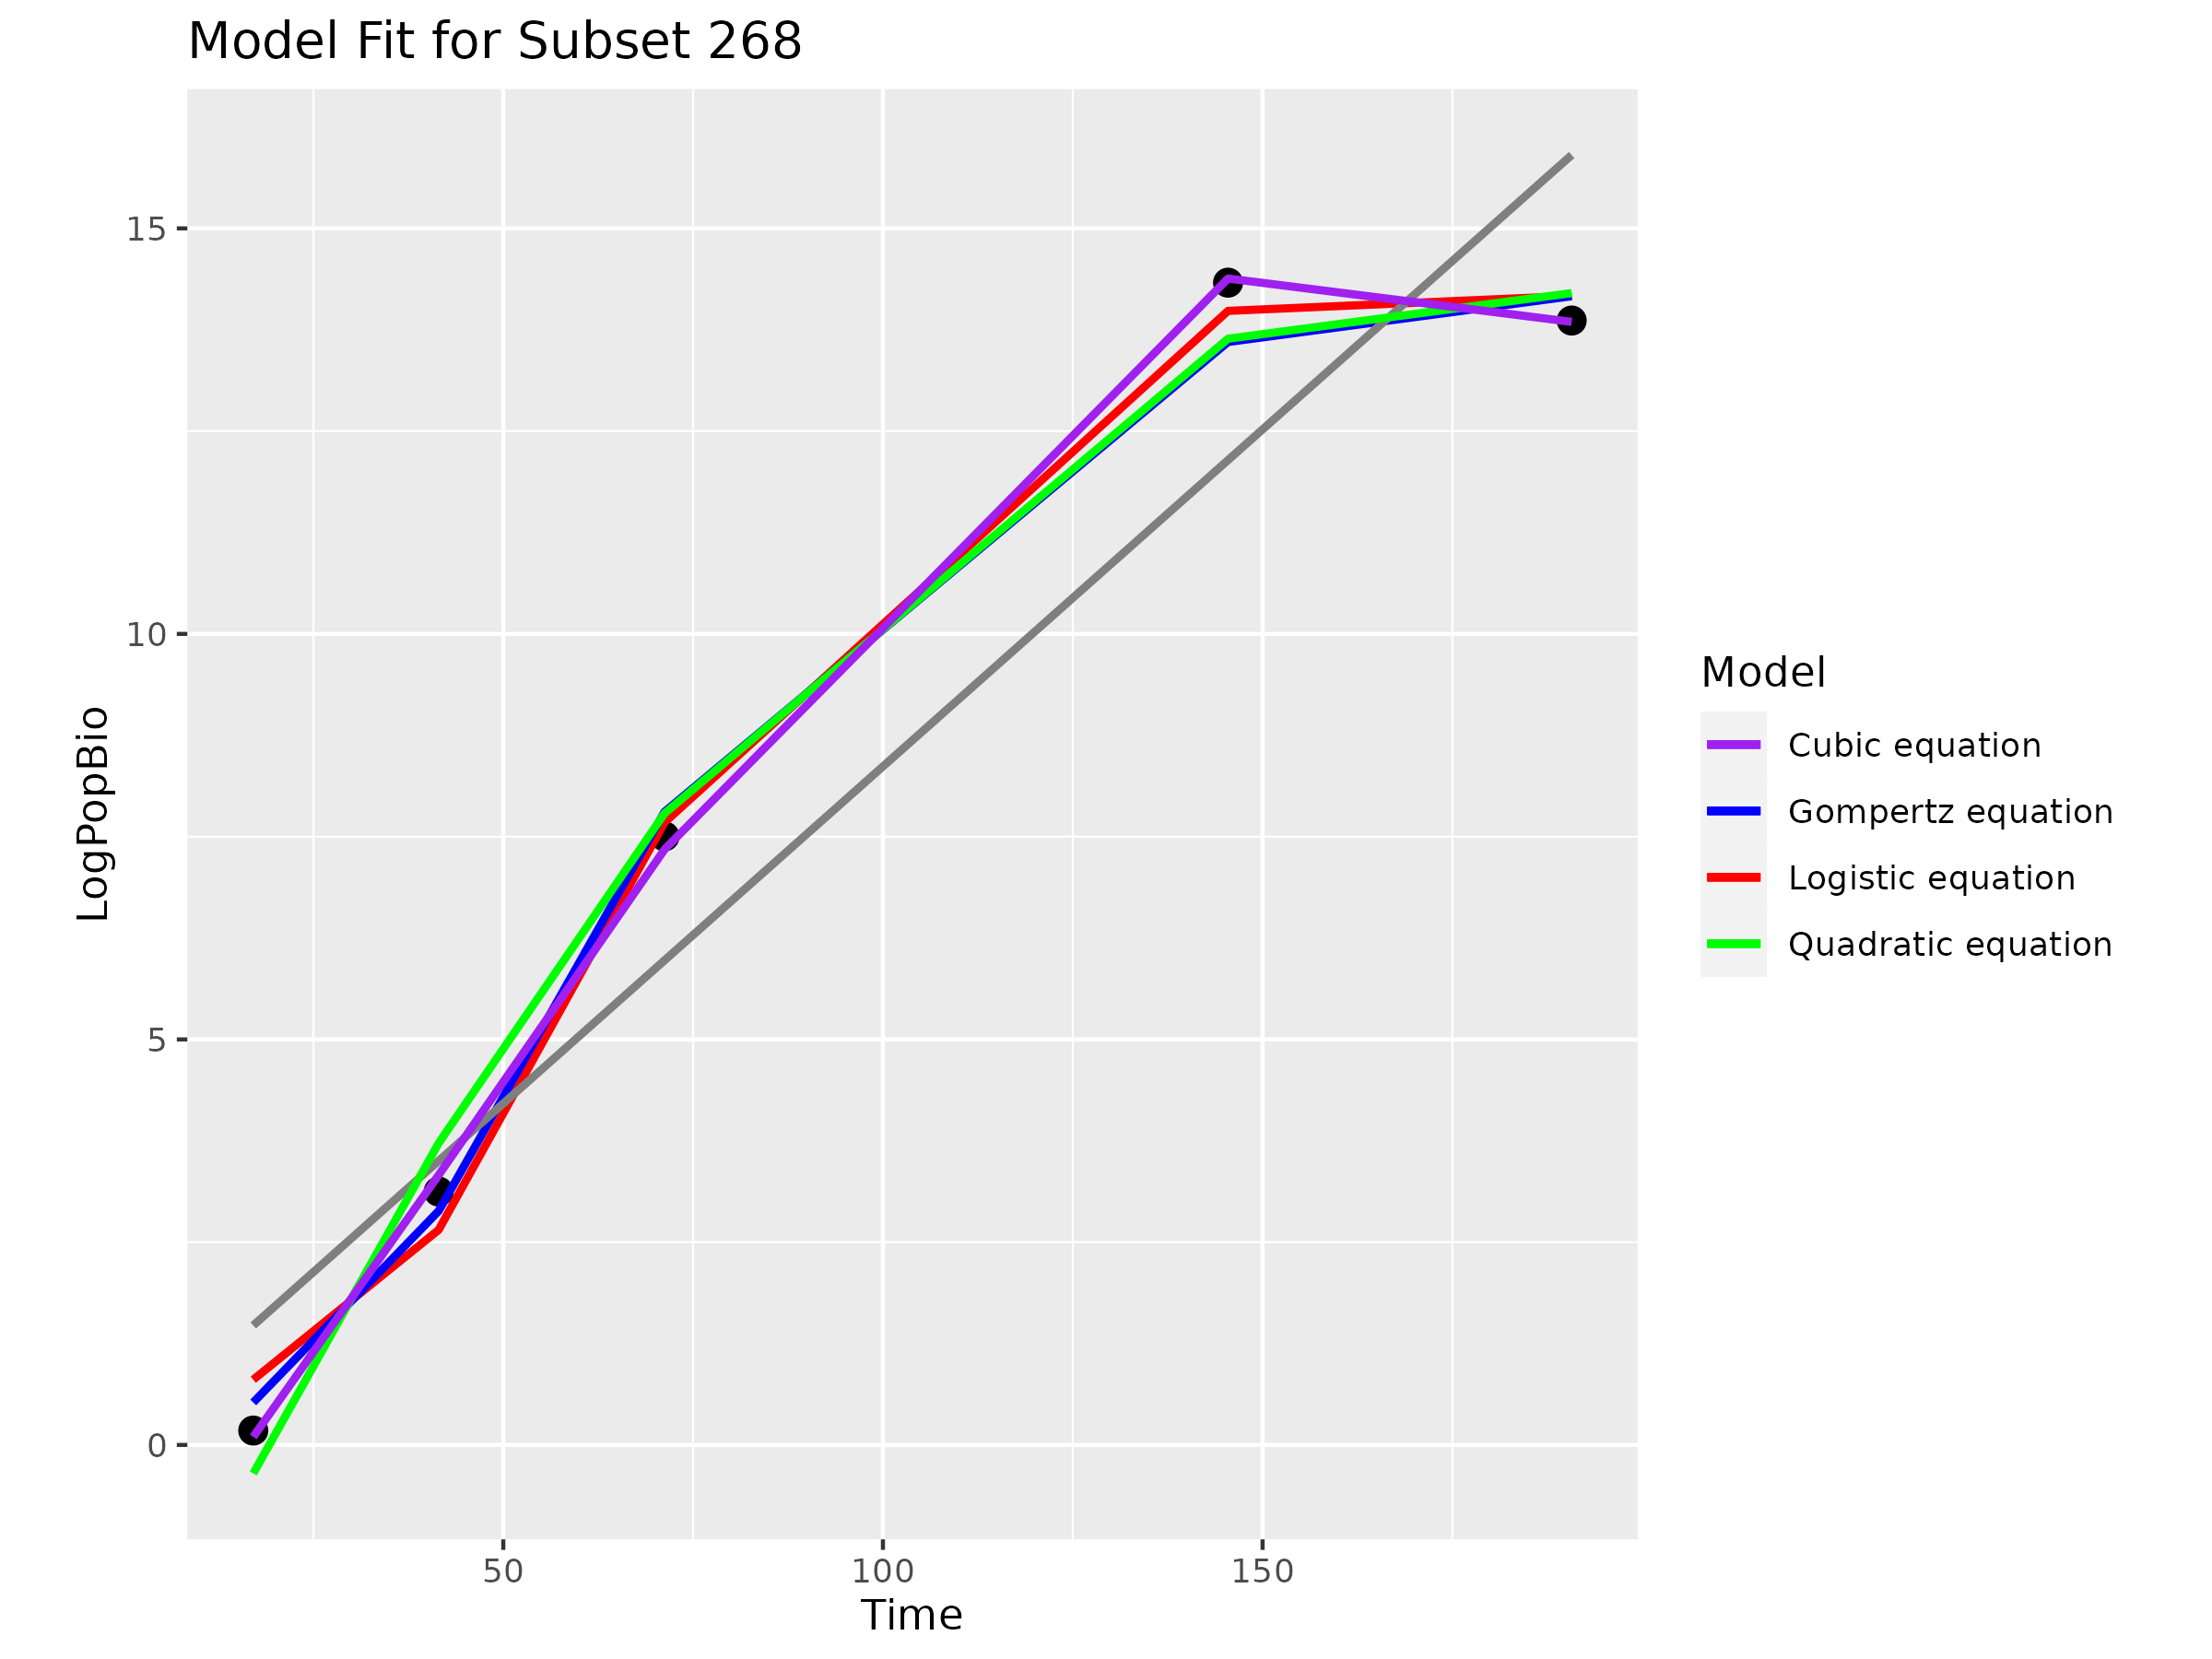 Model Fit for Subset 268
15
10
5
0
LogPopBio
50 100 150
Time
Model
Cubic equation
Gompertz equation
Logistic equation
Quadratic equation